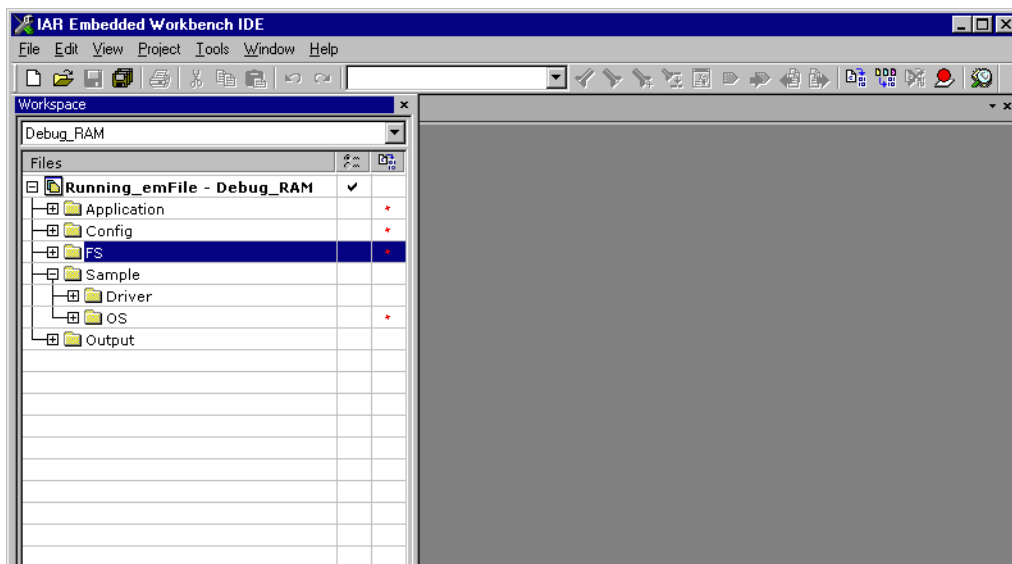 IAR Embedded Workbench IDE
File Edit View Project Tools Window Help
Workspace
Debug_RAM
Files
Running_emFile - Debug_RAM
Application
Config
FS
Sample
Driver
OS
Output